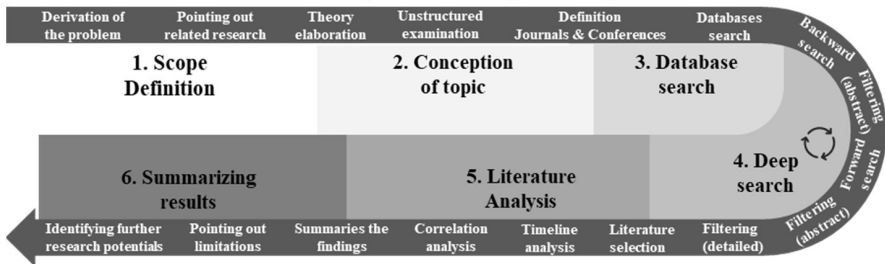 Derivation of
the problem
Pointing out
related research
Theory
elaboration
Unstructured
examination
Definition
Journals & Conferences
Databases
search
Backward
search
Filtering
(abstract)
Forward
search
Filtering
(abstract)
1. Scope
Definition
2. Conception
of topic
3. Database
search
4. Deep
search
5. Literature
Analysis
6. Summarizing
results
Filtering
(detailed)
Literature
selection
Timeline
analysis
Correlation
analysis
Summaries the
findings
Pointing out
limitations
Identifying further
research potentials